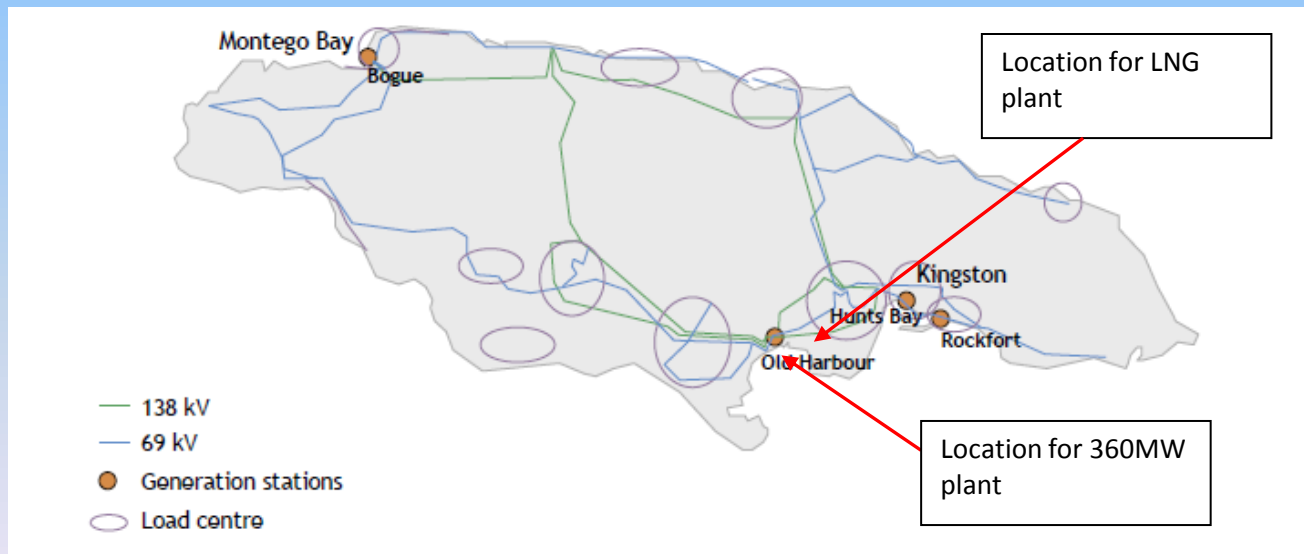 Montego Bay
Bogue
Location for LNG
plant
Kingston
Hunts Bay
Rockfort
Old Harbour
Location for 360MW
plant
138 kV
69 kV
Generation stations
Load centre